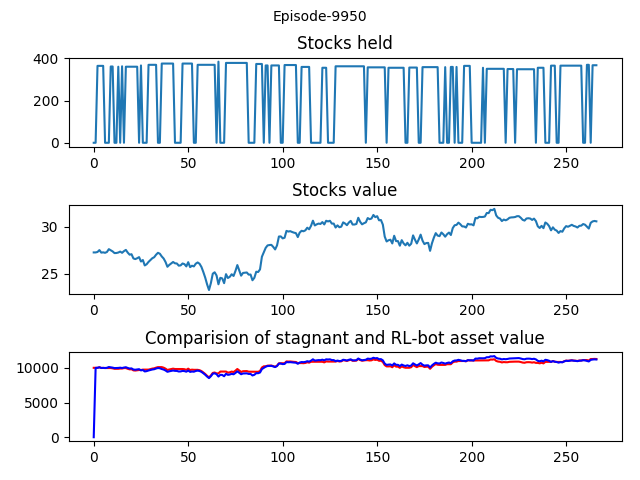 Episode-9950
Stocks held
400
200
0
0 50 100 150 200 250
Stocks value
30
25
0 50 100 150 200 250
Comparision of stagnant and RL-bot asset value
10000
5000
0
0 50 100 150 200 250